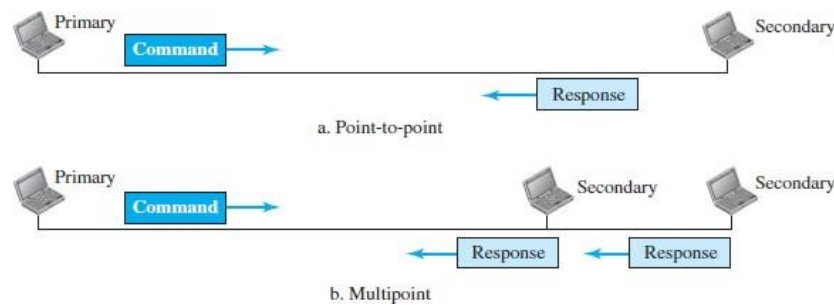 Primary
Secondary
Command
Response
a. Point-to-point
Primary
Secondary
Secondary
Command
Response
Response
b. Multipoint